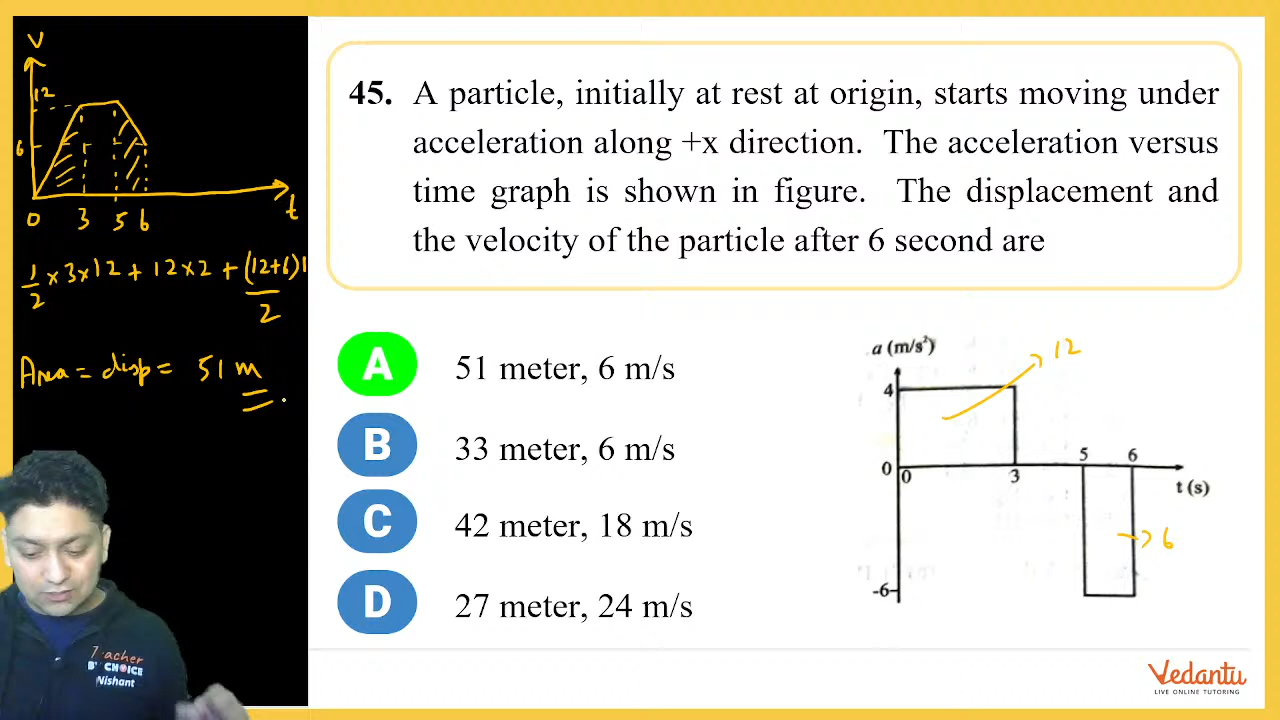 V
12
6
0 3 5 6 t
1/2 × 3 × 12 + 12 × 2 + (12+6)1/2
Area = disp = 51 m
45. A particle, initially at rest at origin, starts moving under
acceleration along +x direction. The acceleration versus
time graph is shown in figure. The displacement and
the velocity of the particle after 6 second are
A 51 meter, 6 m/s
B 33 meter, 6 m/s
C 42 meter, 18 m/s
D 27 meter, 24 m/s
a (m/s²)
12
4
5 6
0 0 3 t (s)
6
-6
Teacher
BY CHOICE
Nishant
Vedantu
LIVE ONLINE TUTORING